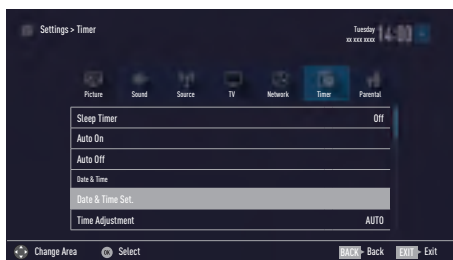 Settings > Timer
Tuesday
xx xxx xxxx
14:00
Picture Sound Source TV Network Timer Parental
Sleep Timer Off
Auto On
Auto Off
Date & Time
Date & Time Set.
Time Adjustment AUTO
Change Area OK Select BACK Back EXIT Exit